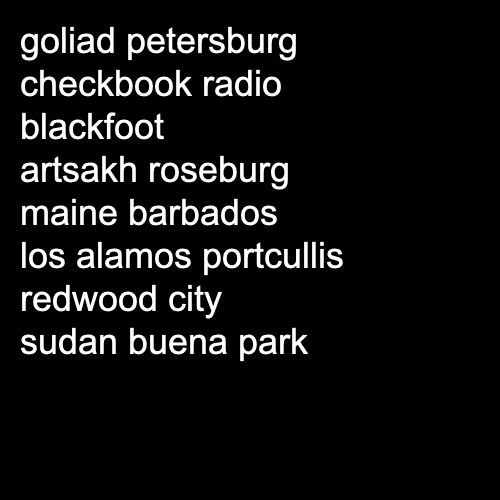 goliad petersburg
checkbook radio
blackfoot
artsakh roseburg
maine barbados
los alamos portcullis
redwood city
sudan buena park